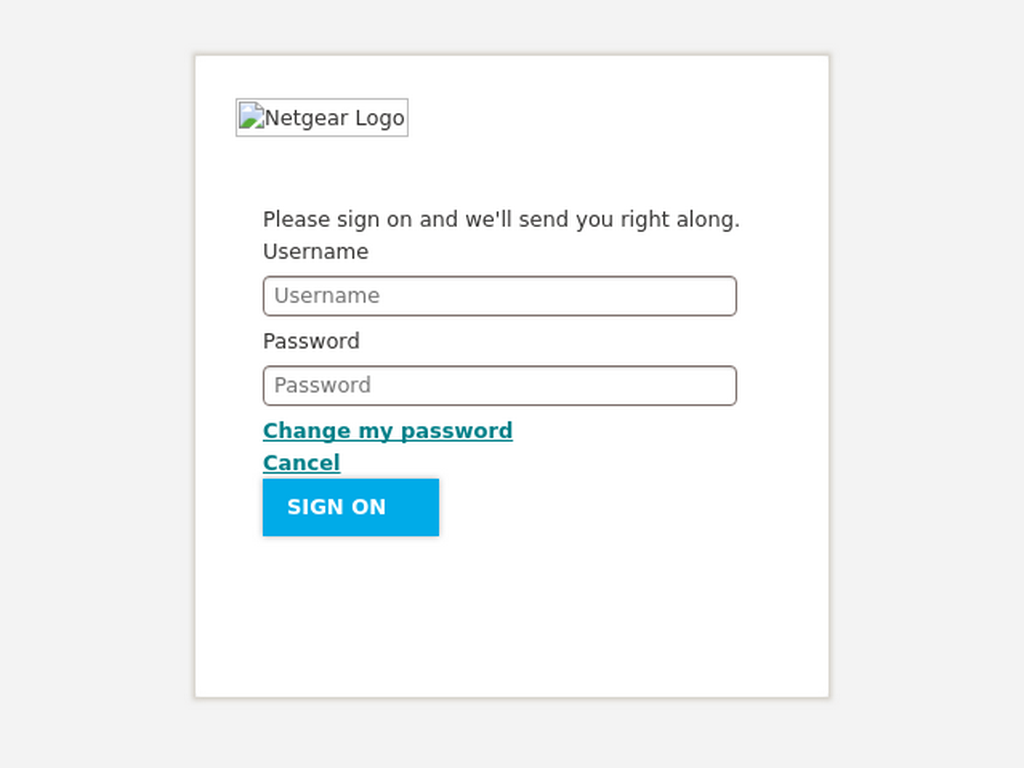 Netgear Logo
Please sign on and we'll send you right along.
Username
Username
Password
Password
Change my password
Cancel
SIGN ON